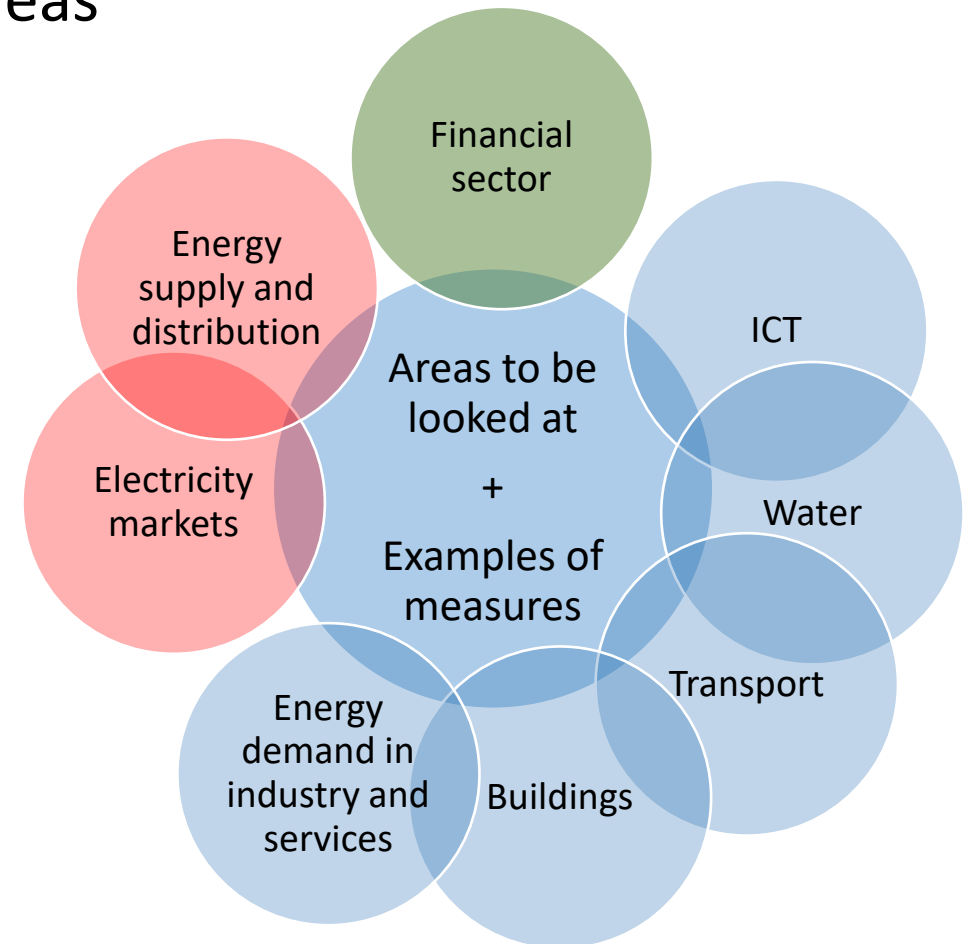 eas
Financial
sector
Energy
supply and
distribution
ICT
Areas to be
looked at
+
Examples of
measures
Electricity
markets
Water
Transport
Energy
demand in
industry and
services
Buildings